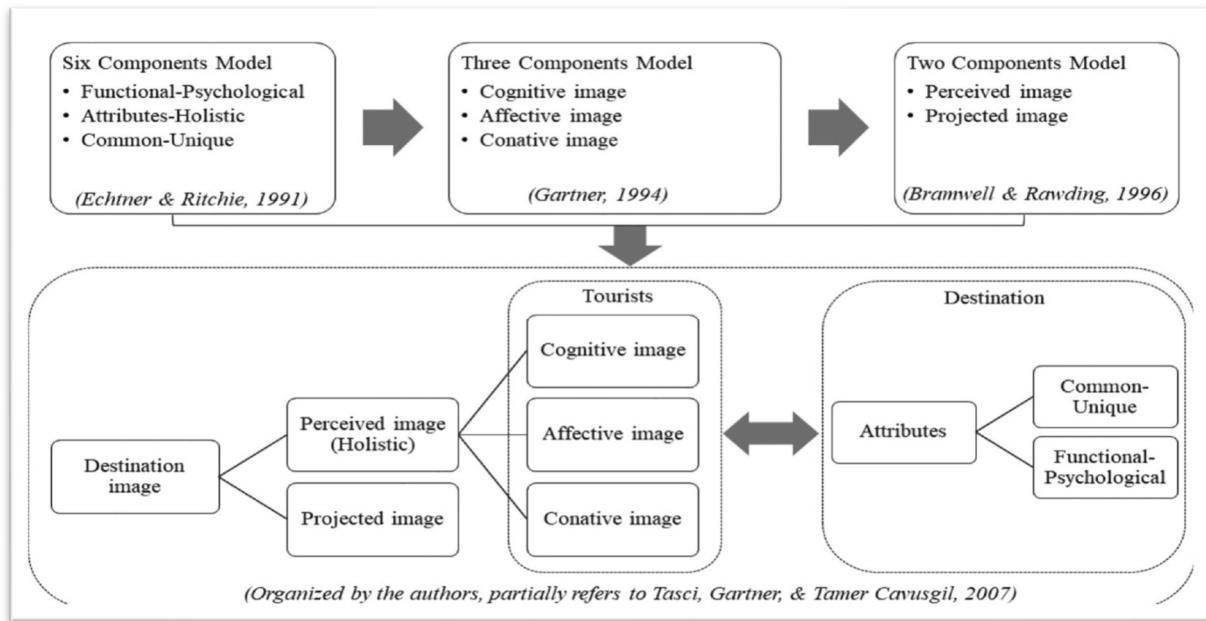 Six Components Model
• Functional-Psychological
• Attributes-Holistic
• Common-Unique
(Echtner & Ritchie, 1991)
Three Components Model
• Cognitive image
• Affective image
• Conative image
(Gartner, 1994)
Two Components Model
• Perceived image
• Projected image
(Bramwell & Rawding, 1996)
Destination
image
Perceived image
(Holistic)
Projected image
Tourists
Cognitive image
Affective image
Conative image
Destination
Attributes
Common-
Unique
Functional-
Psychological
(Organized by the authors, partially refers to Tasci, Gartner, & Tamer Cavusgil, 2007)